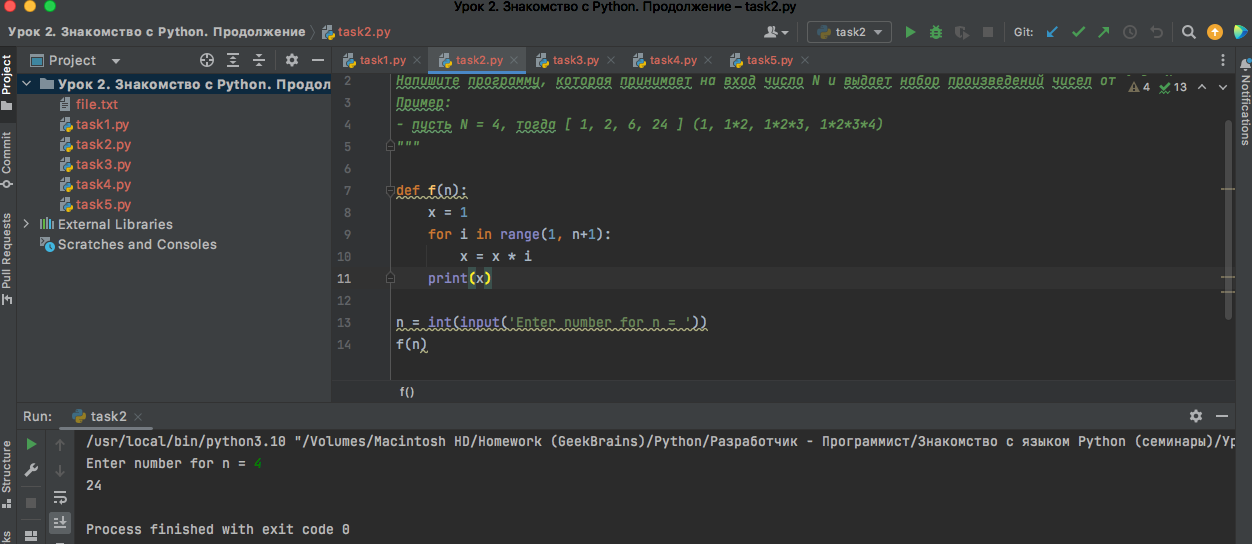 Урок 2. Знакомство с Python. Продолжение – task2.py
Урок 2. Знакомство с Python. Продолжение 〉 task2.py
task2
Git:
Project
task1.py
task2.py
task3.py
task4.py
task5.py
Project
Commit
Pull Requests
Structure
Notifications
Урок 2. Знакомство с Python. Продол
file.txt
task1.py
task2.py
task3.py
task4.py
task5.py
External Libraries
Scratches and Consoles
4 13
2 Напишите программу, которая принимает на вход число N и выдает набор произведений чисел от
3 Пример:
4 - пусть N = 4, тогда [ 1, 2, 6, 24 ] (1, 1*2, 1*2*3, 1*2*3*4)
5 """
6
7 def f(n):
8 x = 1
9 for i in range(1, n+1):
10 x = x * i
11 print(x)
12
13 n = int(input('Enter number for n = '))
14 f(n)
f()
Run: task2
/usr/local/bin/python3.10 "/Volumes/Macintosh HD/Homework (GeekBrains)/Python/Разработчик - Программист/Знакомство с языком Python (семинары)/Ур
Enter number for n = 4
24
Process finished with exit code 0